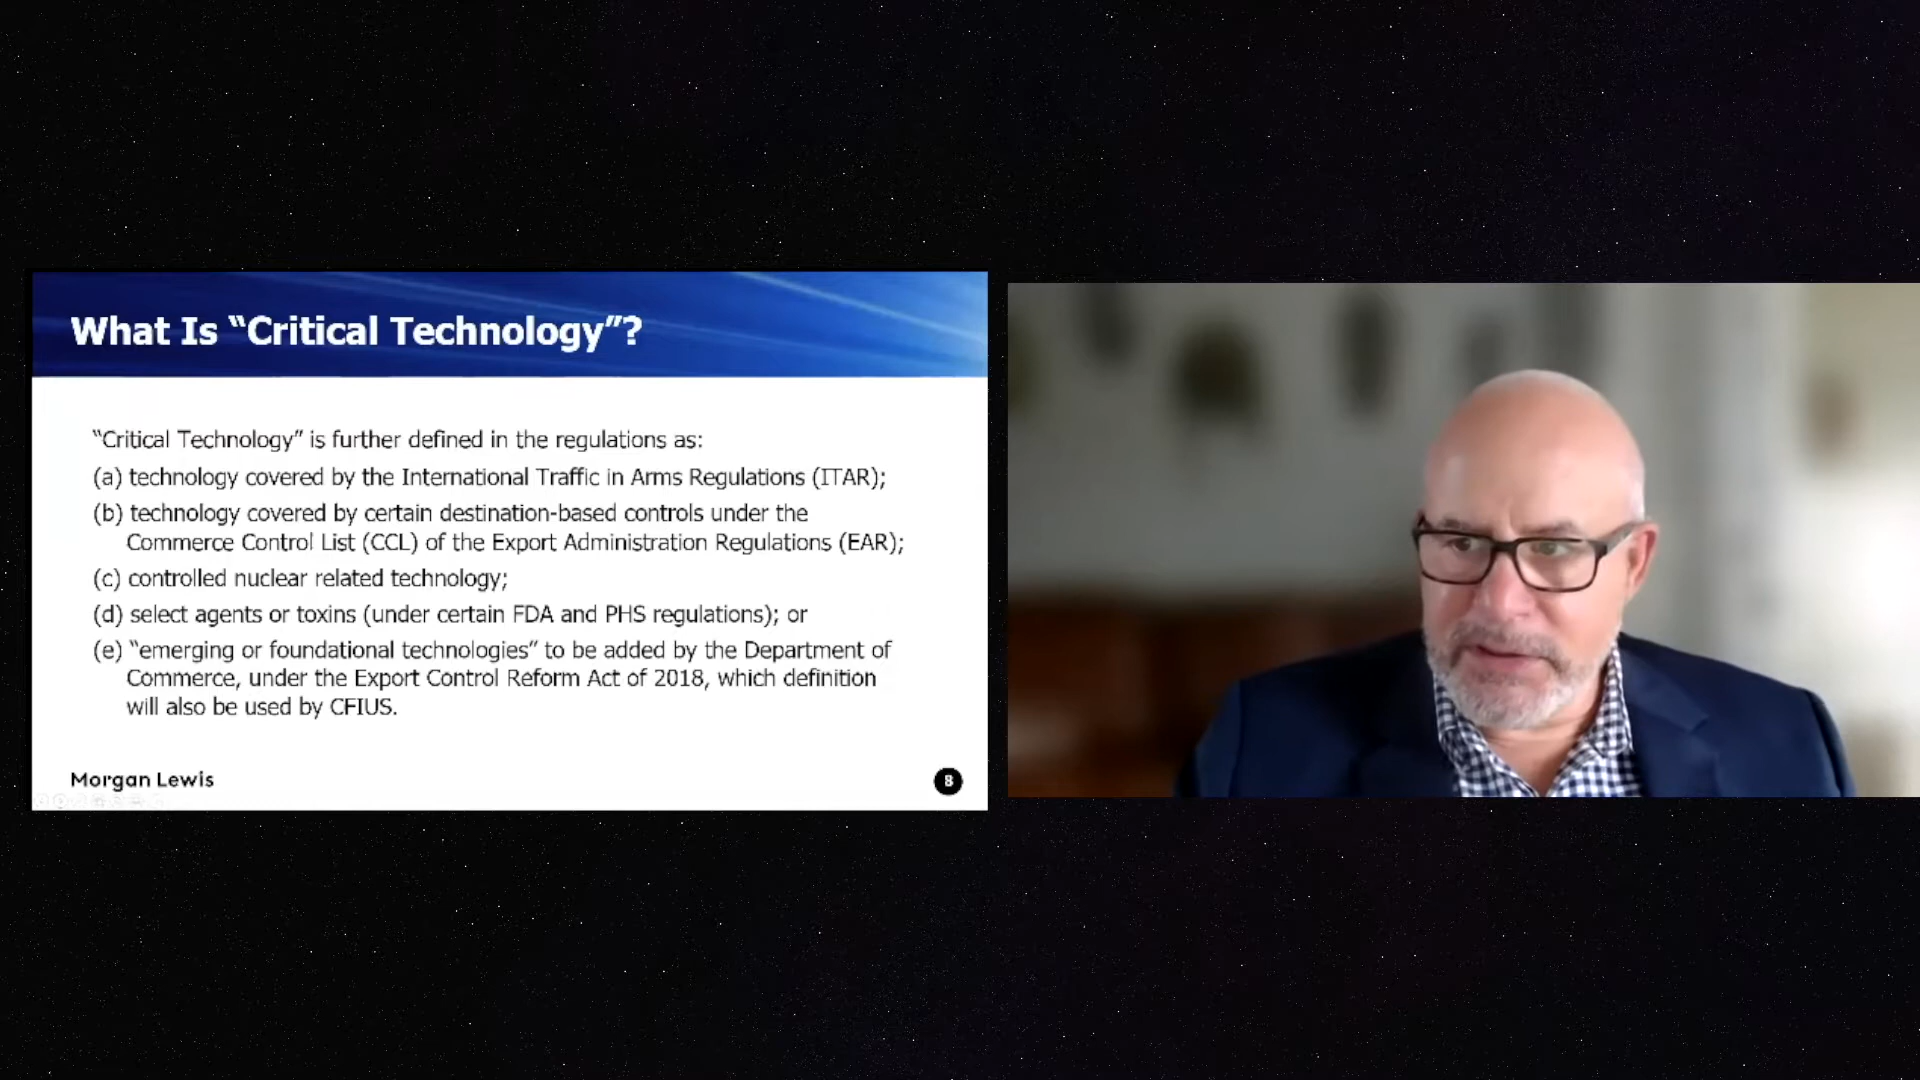 What Is “Critical Technology”?
“Critical Technology” is further defined in the regulations as:
(a) technology covered by the International Traffic in Arms Regulations (ITAR);
(b) technology covered by certain destination-based controls under the
Commerce Control List (CCL) of the Export Administration Regulations (EAR);
(c) controlled nuclear related technology;
(d) select agents or toxins (under certain FDA and PHS regulations); or
(e) “emerging or foundational technologies” to be added by the Department of
Commerce, under the Export Control Reform Act of 2018, which definition
will also be used by CFIUS.
Morgan Lewis
8